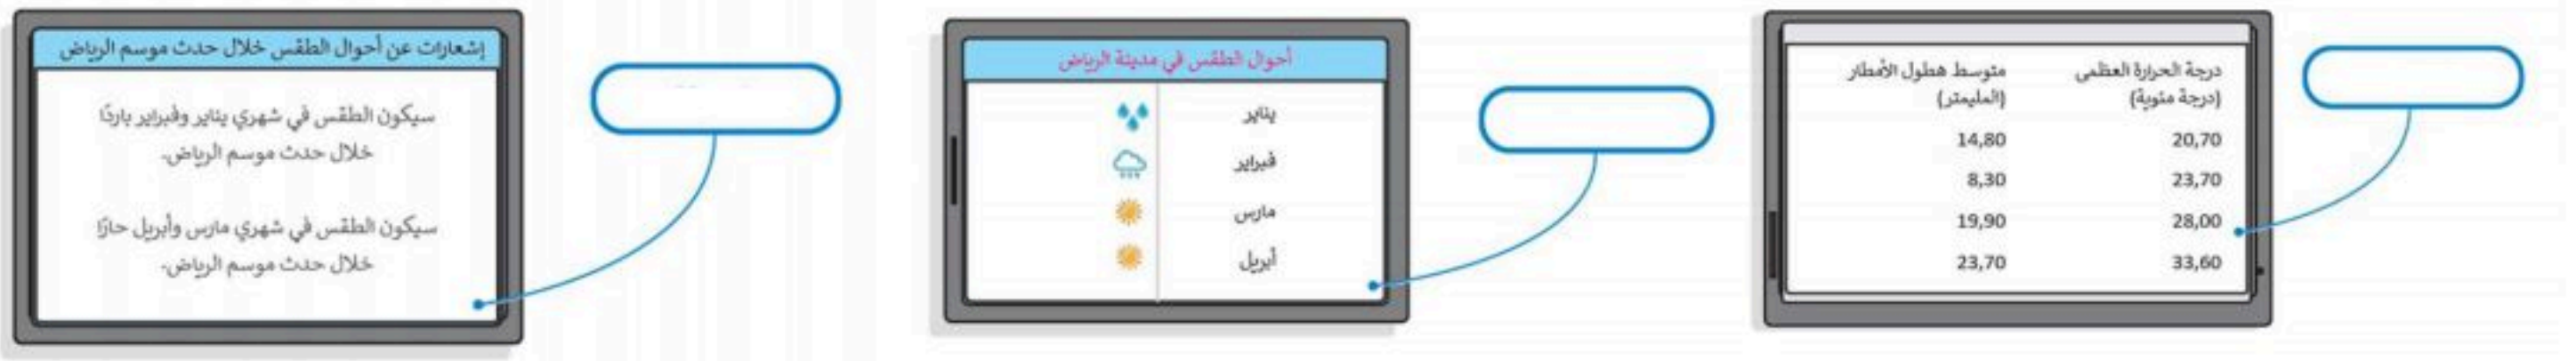 درجة الحرارة العظمى متوسط هطول الأمطار
(درجة مئوية) (المليمتر)
20,70 14,80
23,70 8,30
28,00 19,90
33,60 23,70
أحوال الطقس في مدينة الرياض
يناير
فبراير
مارس
أبريل
إشعارات عن أحوال الطقس خلال حدث موسم الرياض
سيكون الطقس في شهري يناير وفبراير باردًا
خلال حدث موسم الرياض.
سيكون الطقس في شهري مارس وأبريل حارًا
خلال حدث موسم الرياض.